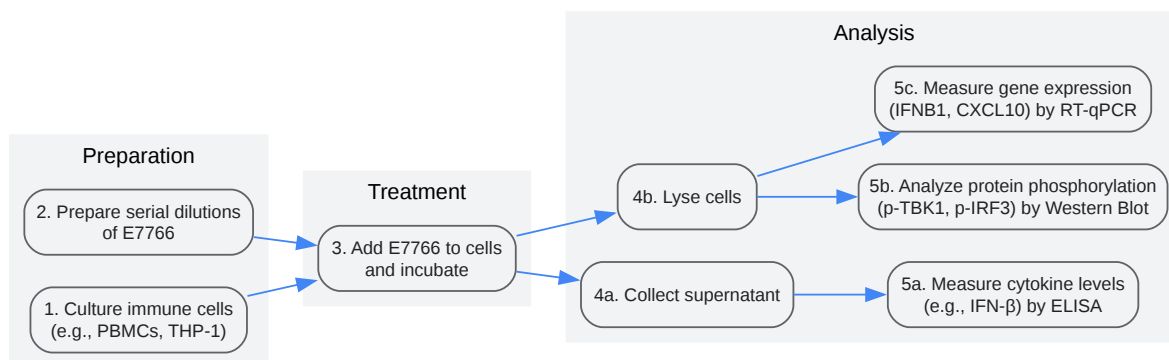 Preparation
2. Prepare serial dilutions
of E7766
1. Culture immune cells
(e.g., PBMCs, THP-1)
Treatment
3. Add E7766 to cells
and incubate
Analysis
5c. Measure gene expression
(IFNB1, CXCL10) by RT-qPCR
4b. Lyse cells
5b. Analyze protein phosphorylation
(p-TBK1, p-IRF3) by Western Blot
4a. Collect supernatant
5a. Measure cytokine levels
(e.g., IFN-β) by ELISA